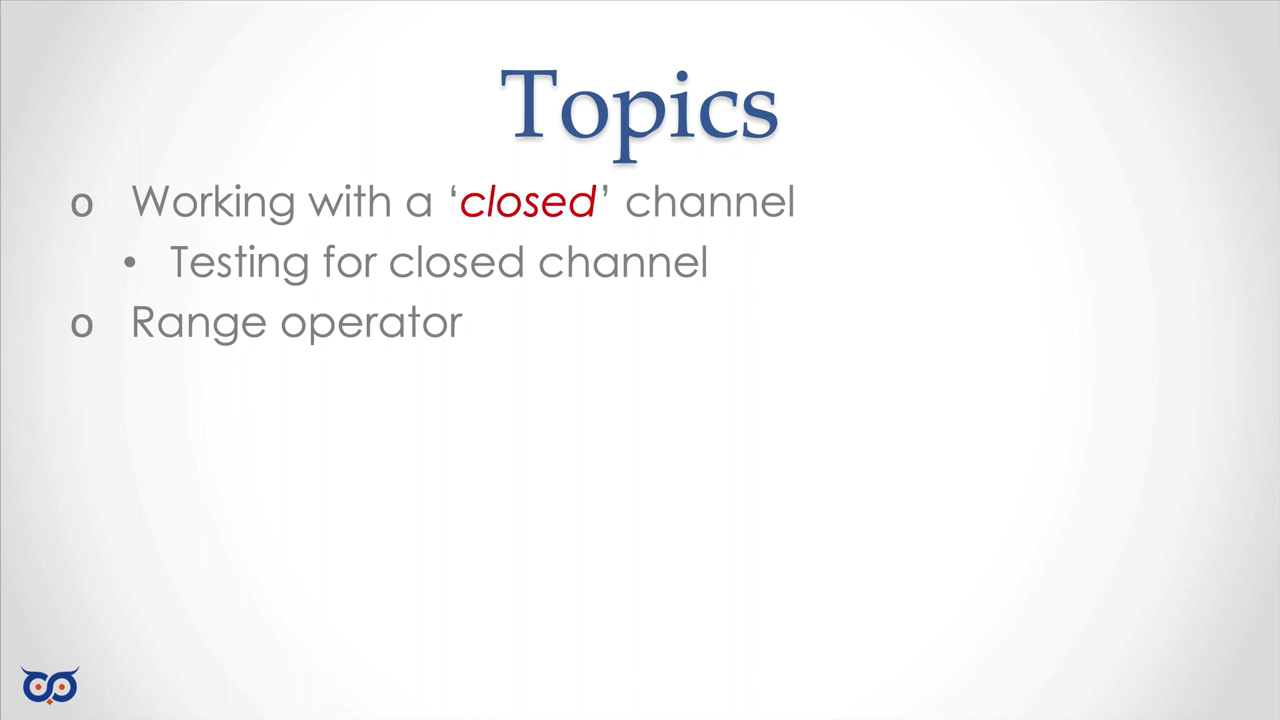 Topics
o Working with a ‘closed’ channel
• Testing for closed channel
o Range operator